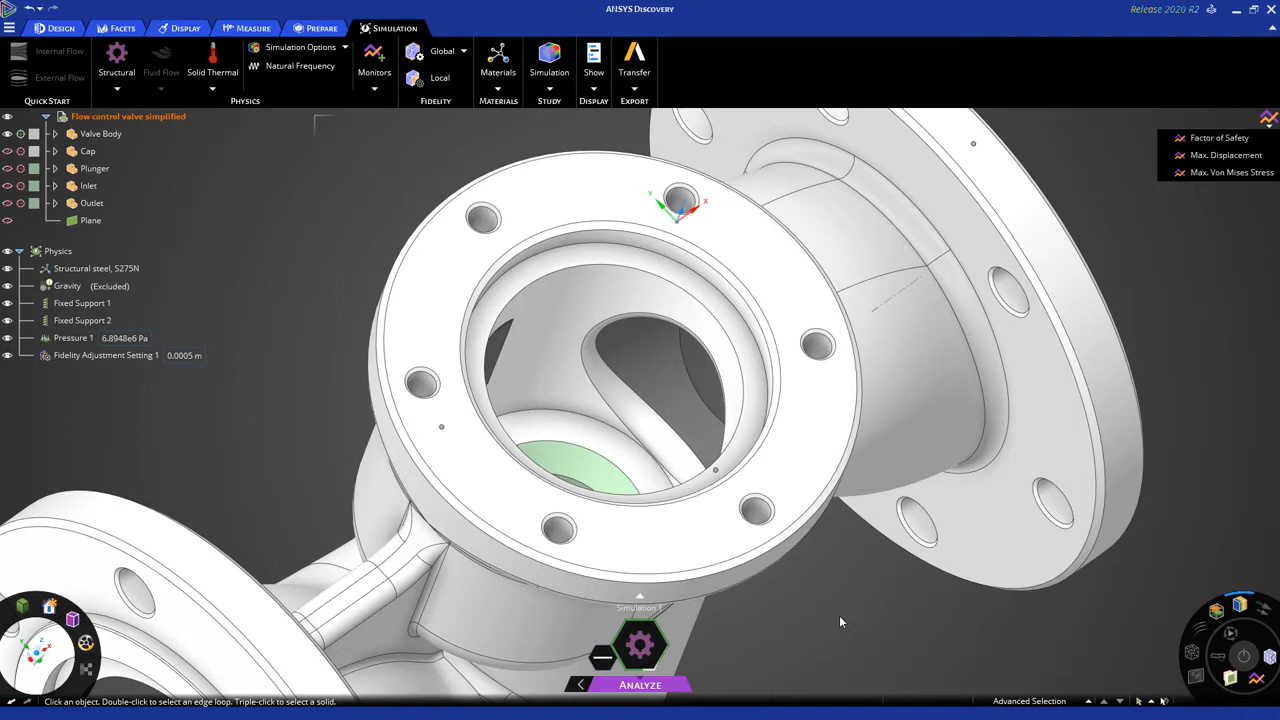 ANSYS Discovery
Release 2020 R2
Design
Facets
Display
Measure
Prepare
Simulation
Internal Flow
External Flow
Quick Start
Structural
Fluid Flow
Solid Thermal
Simulation Options
Natural Frequency
Physics
Monitors
Global
Local
Fidelity
Materials
Materials
Simulation
Study
Show
Display
Transfer
Export
Flow control valve simplified
Valve Body
Cap
Plunger
Inlet
Outlet
Plane
Physics
Structural steel, S275N
Gravity (Excluded)
Fixed Support 1
Fixed Support 2
Pressure 1 6.8948e6 Pa
Fidelity Adjustment Setting 1 0.0005 m
Factor of Safety
Max. Displacement
Max. Von Mises Stress
Y
X
Simulation 1
Analyze
Z
Y
X
Click an object. Double-click to select an edge loop. Triple-click to select a solid.
Advanced Selection